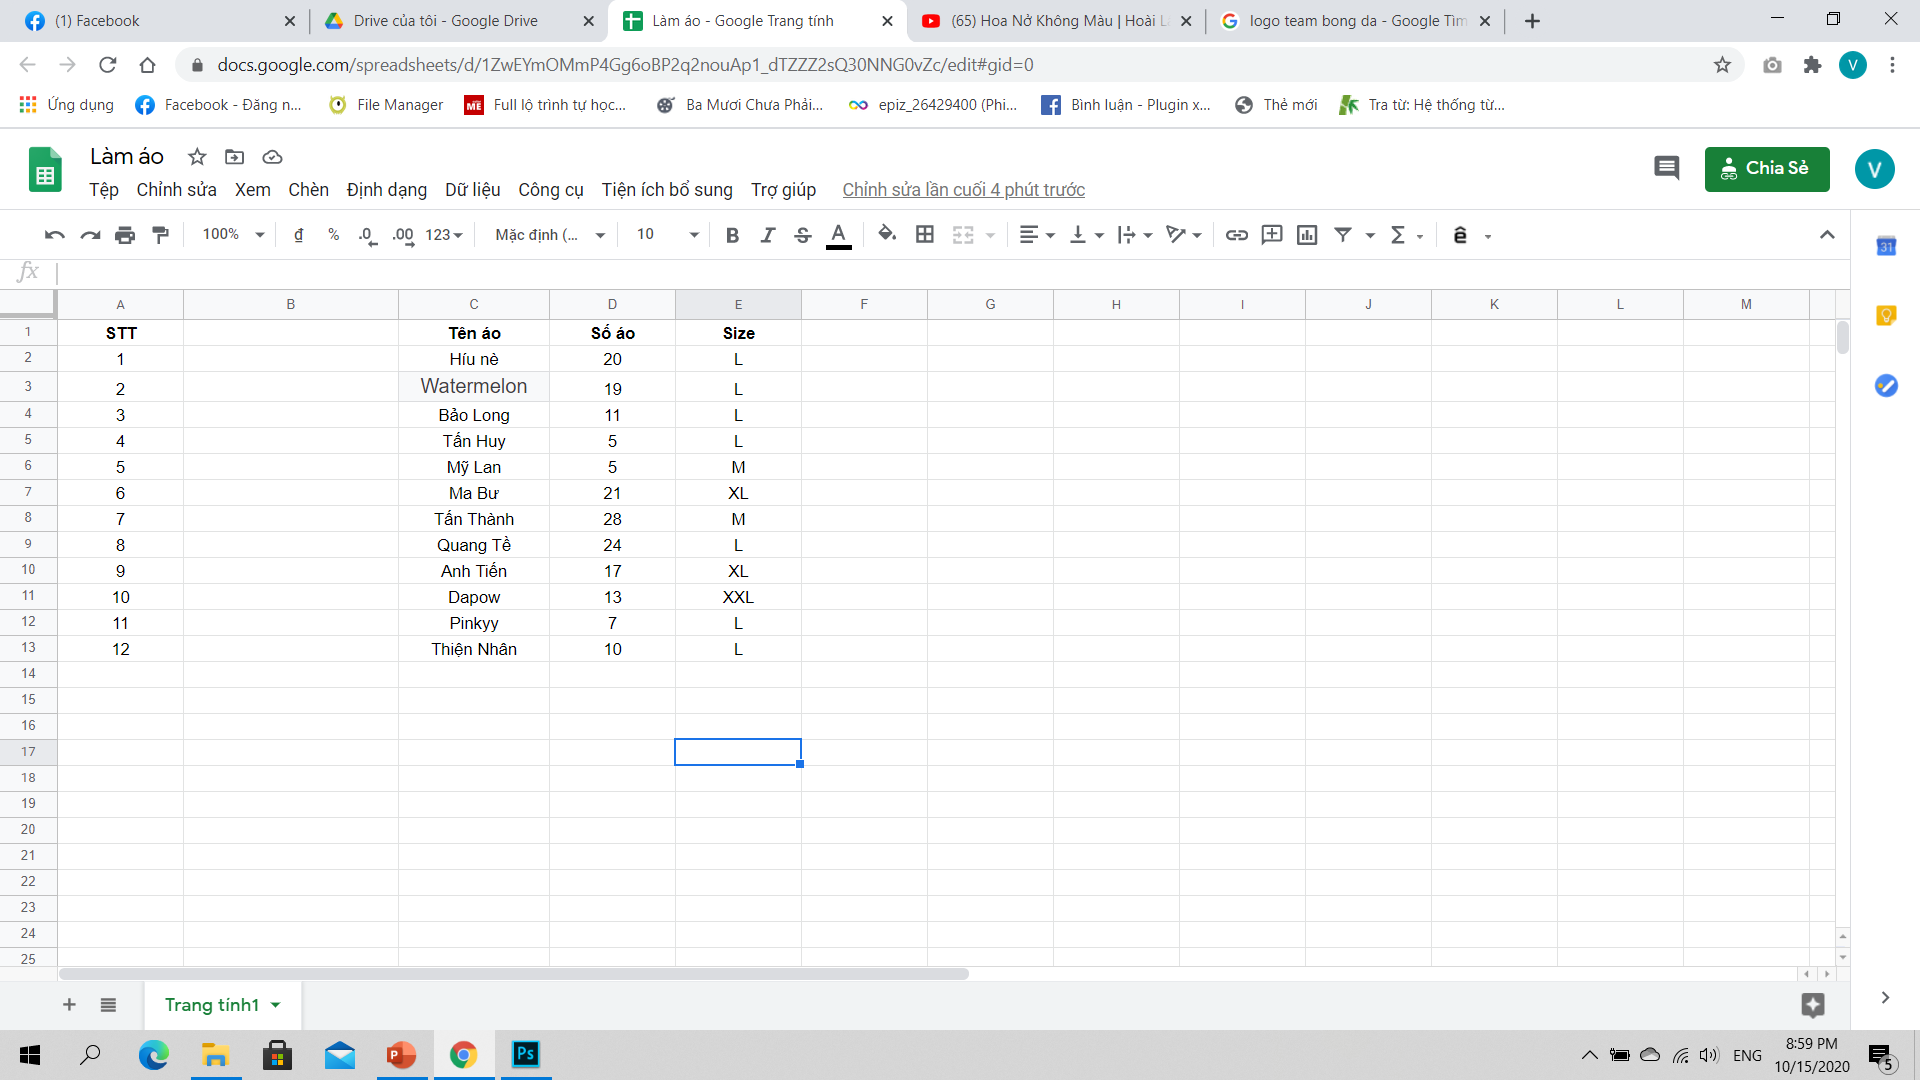 (1) Facebook
Drive của tôi - Google Drive
Làm áo - Google Trang tính
(65) Hoa Nở Không Màu | Hoài L
logo team bong da - Google Tìm
docs.google.com/spreadsheets/d/1ZwEYmOMmP4Gg6oBP2q2nouAp1_dTZZZ2sQ30NNG0vZc/edit#gid=0
V
Ứng dụng
Facebook - Đăng n...
File Manager
Full lộ trình tự học...
Ba Mươi Chưa Phải...
epiz_26429400 (Phi...
Bình luận - Plugin x...
Thẻ mới
Tra từ: Hệ thống từ...
Làm áo
Tệp Chỉnh sửa Xem Chèn Định dạng Dữ liệu Công cụ Tiện ích bổ sung Trợ giúp Chỉnh sửa lần cuối 4 phút trước
Chia Sẻ
V
100% đ % .0 .00 123 Mặc định (... 10 B I S A Σ ê
31
fx
A B C D E F G H I J K L M
1 STT Tên áo Số áo Size
2 1 Híu nè 20 L
3 2 Watermelon 19 L
4 3 Bảo Long 11 L
5 4 Tấn Huy 5 L
6 5 Mỹ Lan 5 M
7 6 Ma Bư 21 XL
8 7 Tấn Thành 28 M
9 8 Quang Tề 24 L
10 9 Anh Tiến 17 XL
11 10 Dapow 13 XXL
12 11 Pinkyy 7 L
13 12 Thiện Nhân 10 L
14
15
16
17
18
19
20
21
22
23
24
25
Trang tính1
P
Ps
ENG
8:59 PM
10/15/2020
5